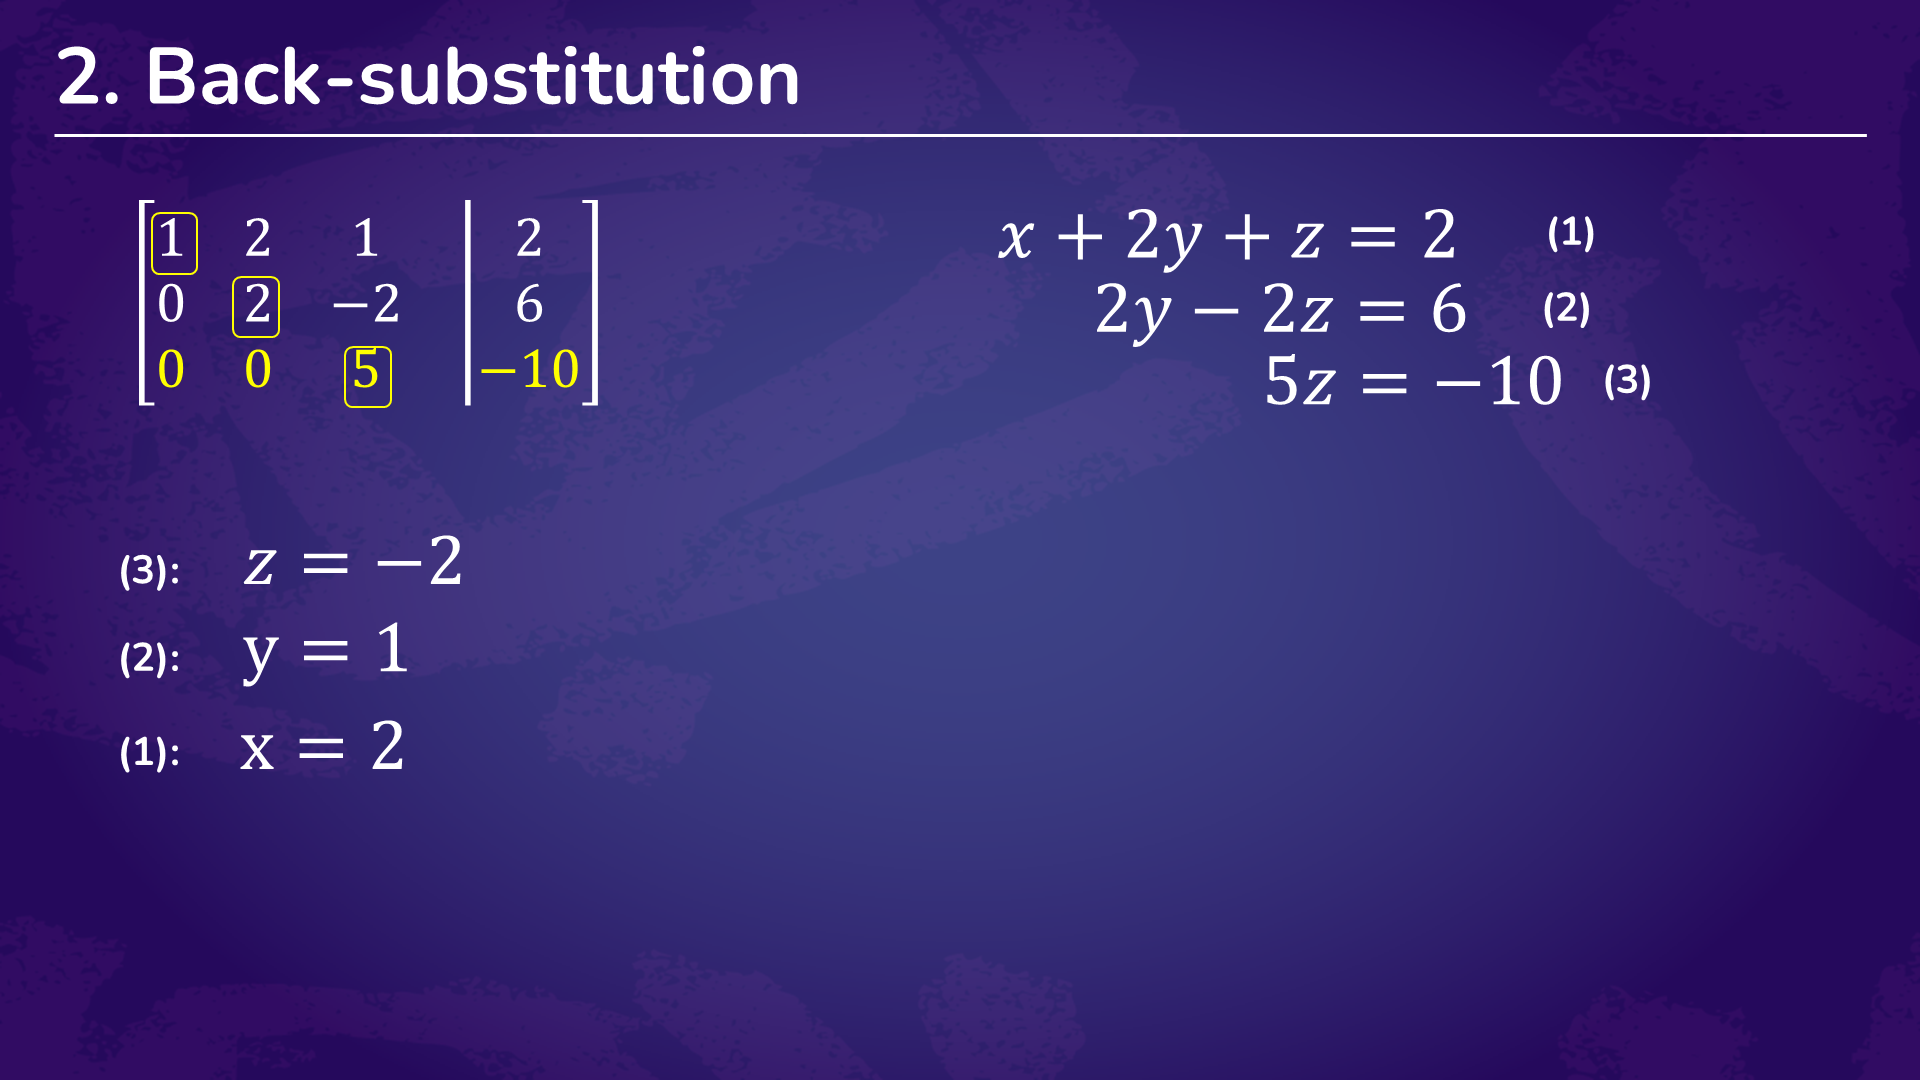 2. Back-substitution
1 2 1 2
0 2 −2 6
0 0 5 −10
x + 2y + z = 2 (1)
2y − 2z = 6 (2)
5z = −10 (3)
(3): z = −2
(2): y = 1
(1): x = 2